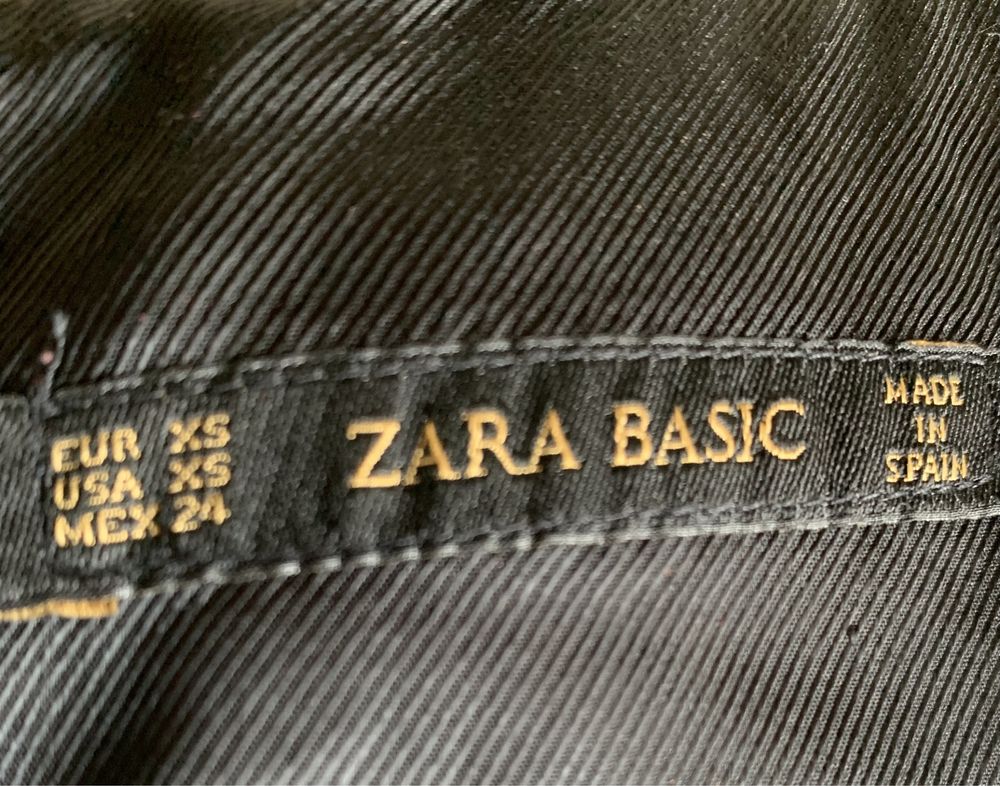 EUR XS
USA XS
MEX 24
ZARA BASIC
MADE
IN
SPAIN